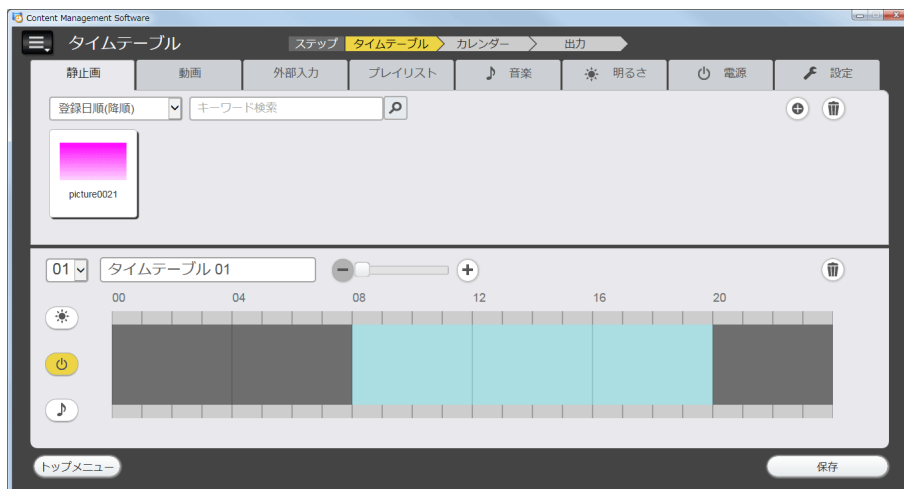 Content Management Software
タイムテーブル ステップ タイムテーブル カレンダー 出力
静止画 動画 外部入力 プレイリスト 音楽 明るさ 電源 設定
登録日順(降順) キーワード検索
picture0021
01 タイムテーブル 01
00 04 08 12 16 20
トップメニュー 保存